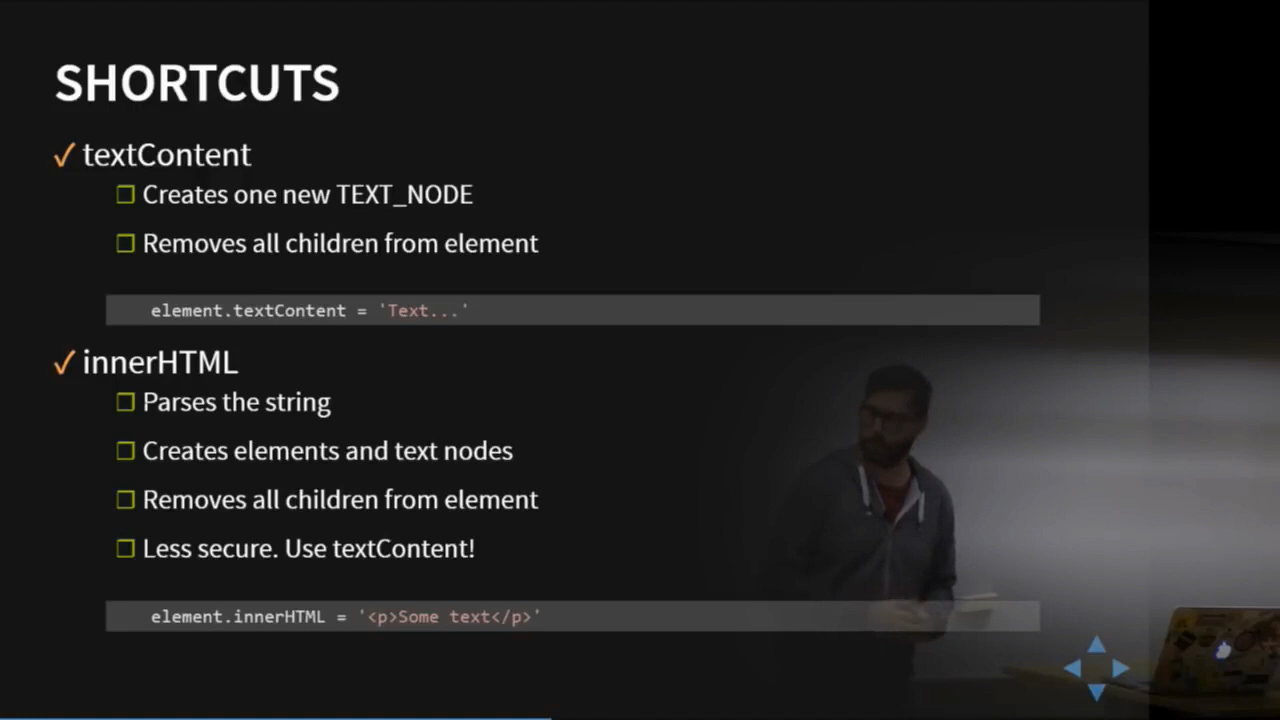 SHORTCUTS
✓ textContent
❐ Creates one new TEXT_NODE
❐ Removes all children from element
element.textContent = 'Text...'
✓ innerHTML
❐ Parses the string
❐ Creates elements and text nodes
❐ Removes all children from element
❐ Less secure. Use textContent!
element.innerHTML = '<p>Some text</p>'